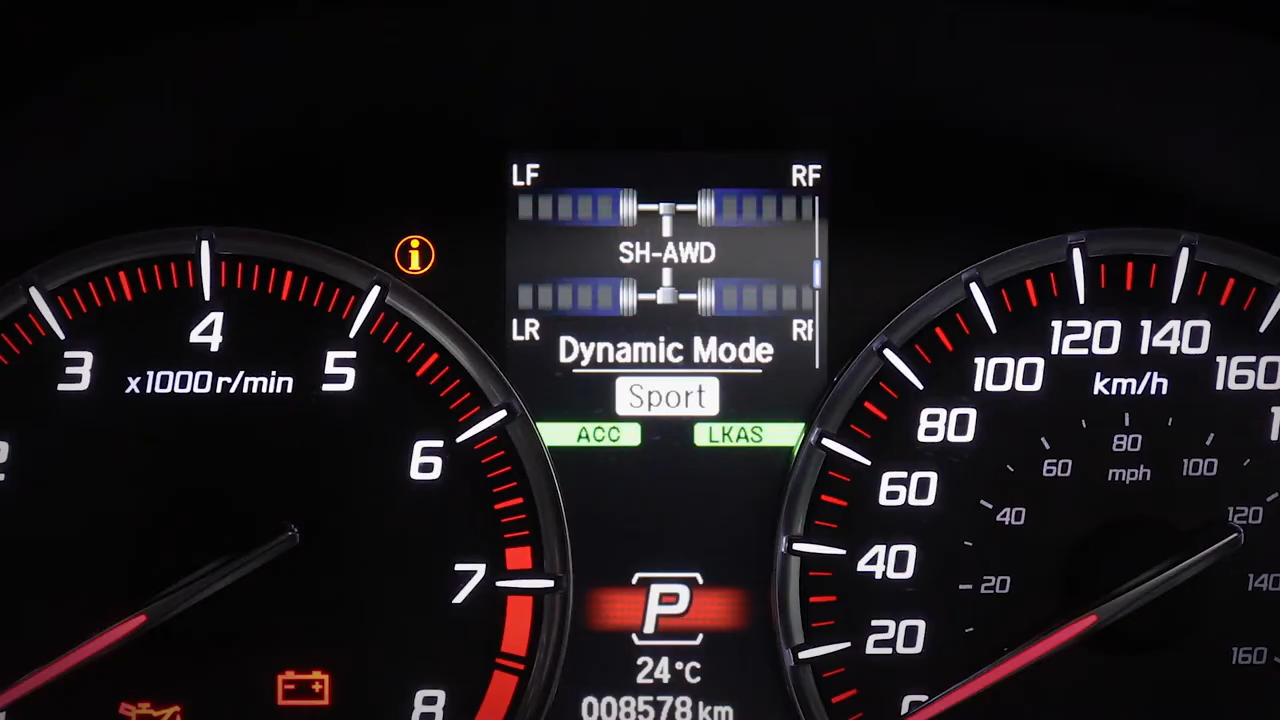 LF RF
SH-AWD
LR
Dynamic Mode
Sport
ACC LKAS
P
24°C
008578 km
3
4
5
6
7
8
x1000 r/min
20
40
60
80
100
120
140
160
km/h
20
40
60
80
100
120
140
160
mph